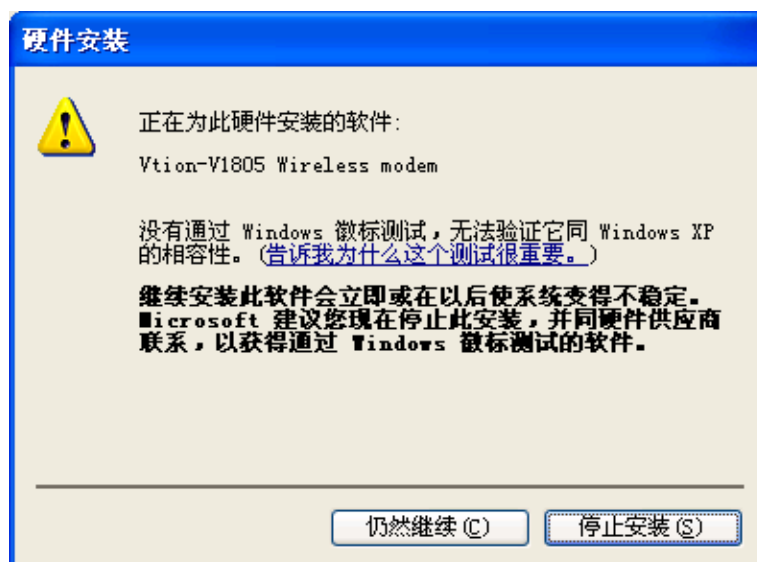 硬件安装
正在为此硬件安装的软件:
Vtion-V1805 Wireless modem
没有通过 Windows 徽标测试，无法验证它同 Windows XP
的相容性。(告诉我为什么这个测试很重要。)
继续安装此软件会立即或在以后使系统变得不稳定。
Microsoft 建议您现在停止此安装，并同硬件供应商
联系，以获得通过 Windows 徽标测试的软件。
仍然继续(C)
停止安装(S)